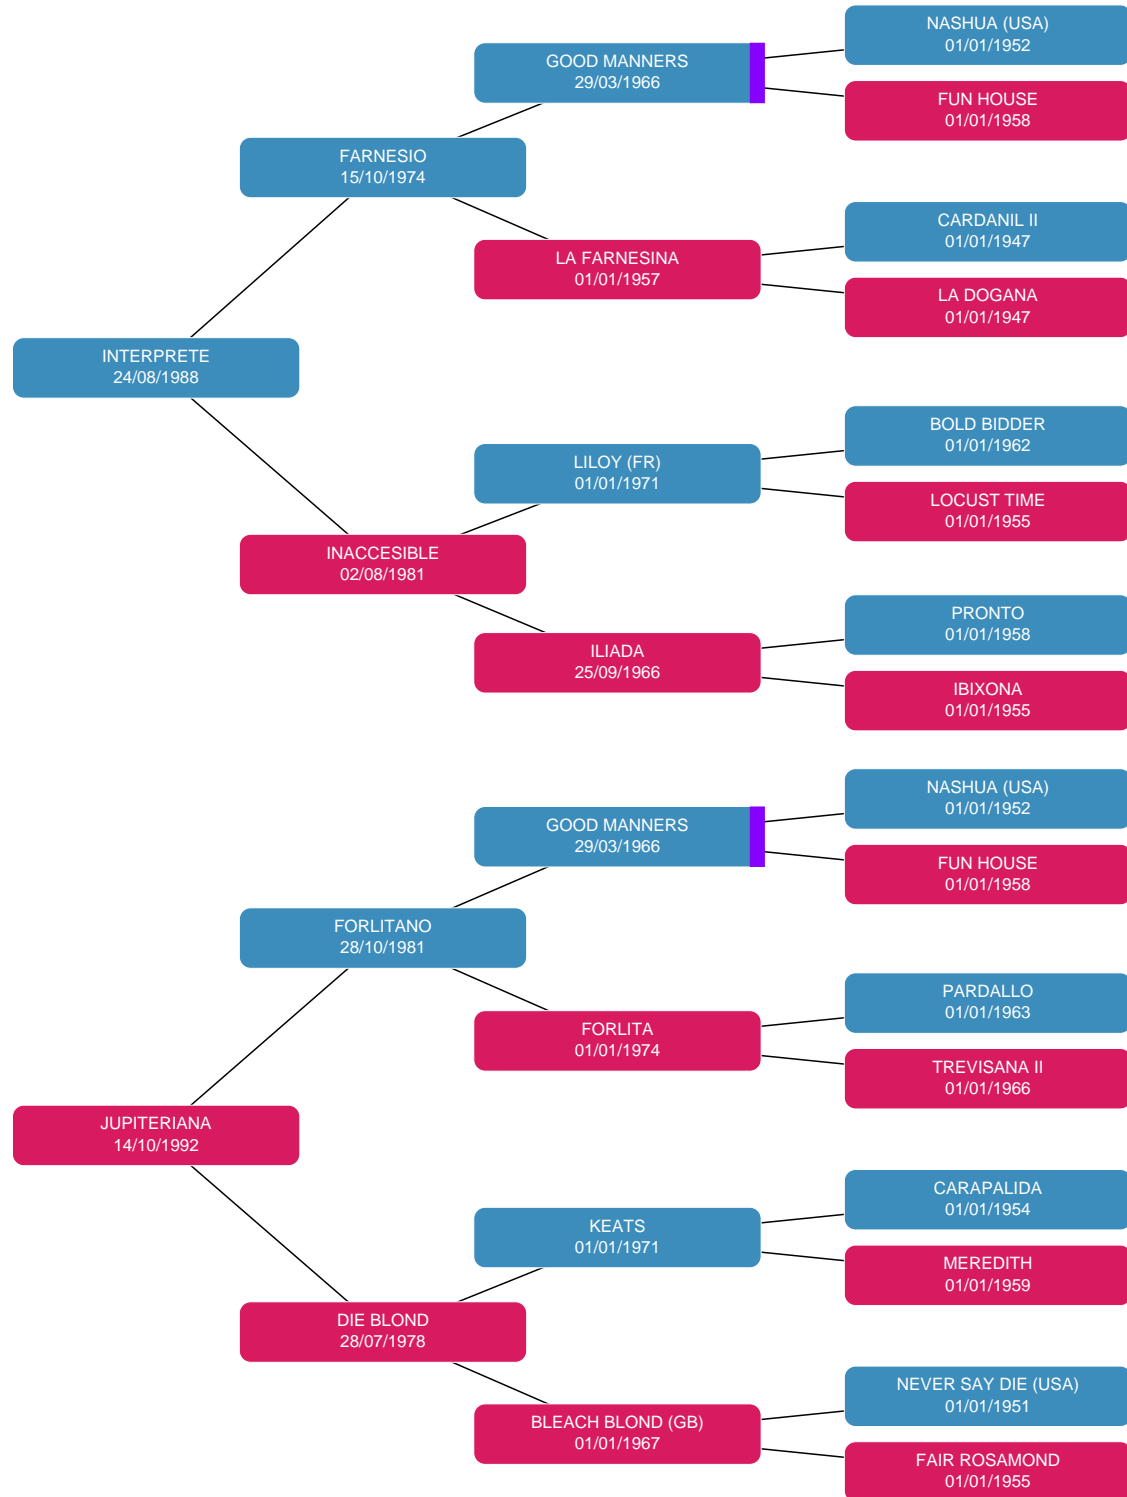 NASHUA (USA)
01/01/1952
GOOD MANNERS
29/03/1966
FUN HOUSE
01/01/1958
FARNESIO
15/10/1974
CARDANIL II
01/01/1947
LA FARNESINA
01/01/1957
LA DOGANA
01/01/1947
INTERPRETE
24/08/1988
BOLD BIDDER
01/01/1962
LILOY (FR)
01/01/1971
LOCUST TIME
01/01/1955
INACCESIBLE
02/08/1981
PRONTO
01/01/1958
ILIADA
25/09/1966
IBIXONA
01/01/1955
NASHUA (USA)
01/01/1952
GOOD MANNERS
29/03/1966
FUN HOUSE
01/01/1958
FORLITANO
28/10/1981
PARDALLO
01/01/1963
FORLITA
01/01/1974
TREVISANA II
01/01/1966
JUPITERIANA
14/10/1992
CARAPALIDA
01/01/1954
KEATS
01/01/1971
MEREDITH
01/01/1959
DIE BLOND
28/07/1978
NEVER SAY DIE (USA)
01/01/1951
BLEACH BLOND (GB)
01/01/1967
FAIR ROSAMOND
01/01/1955